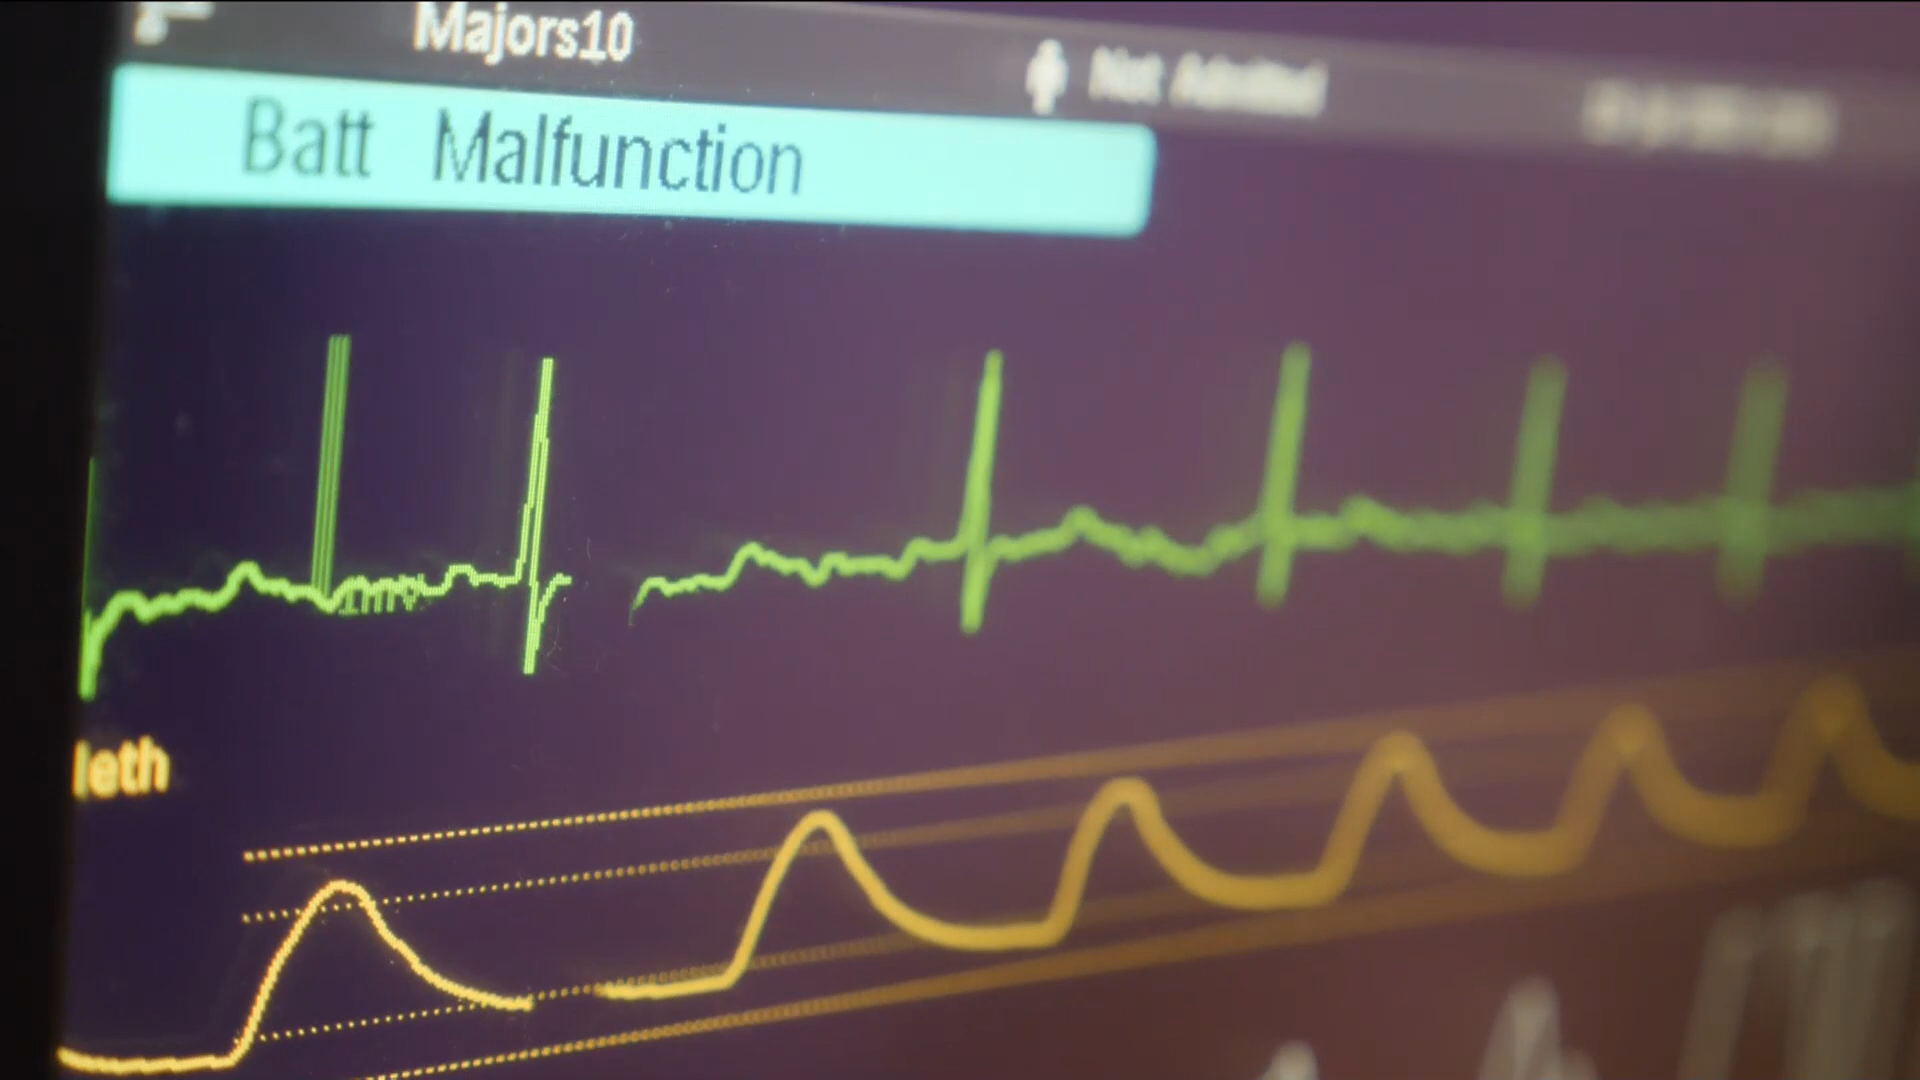 Majors10
Not Admitted
Batt Malfunction
1mV
leth